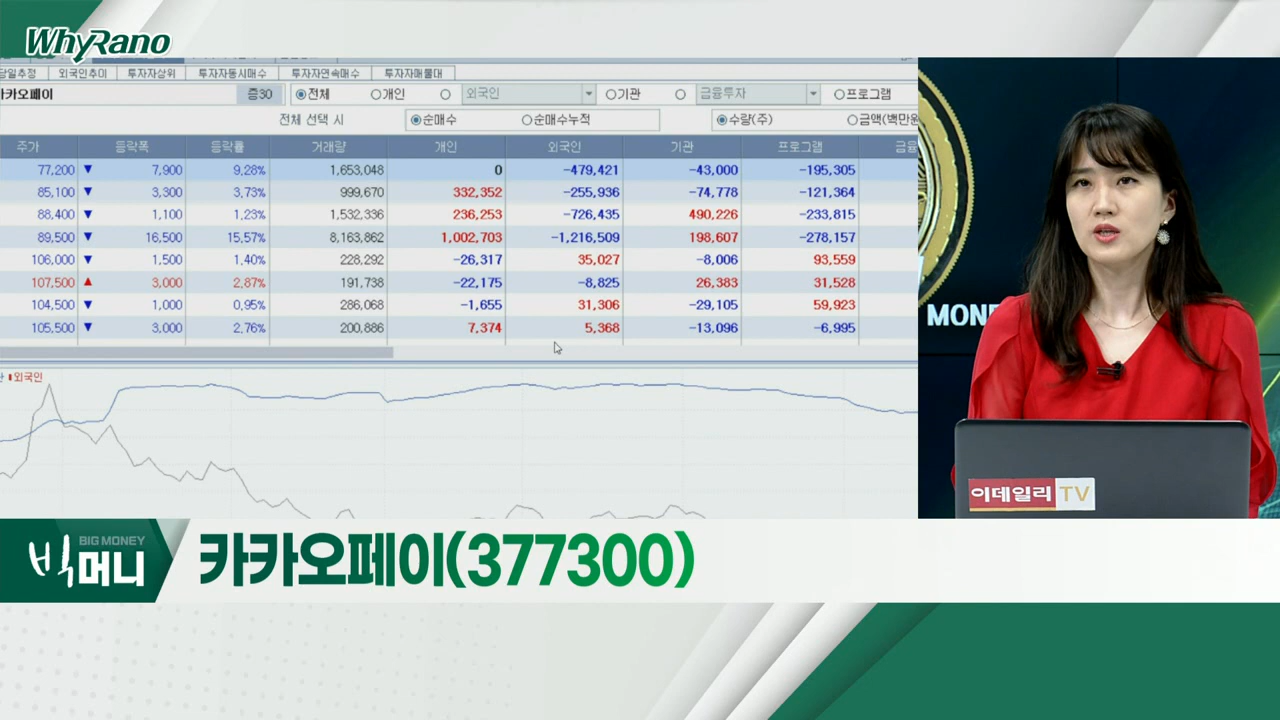 WhyRano
당일추정 외국인추이 투자자상위 투자자동시매수 투자자연속매수 투자자매물대
카카오페이 증30 전체 개인 외국인 기관 금융투자 프로그램
전체 선택 시 순매수 순매수누적 수량(주) 금액(백만원
주가 등락폭 등락률 거래량 개인 외국인 기관 프로그램 금융
77,200 ▼ 7,900 9,28% 1,653,048 0 -479,421 -43,000 -195,305
85,100 ▼ 3,300 3,73% 999,670 332,352 -255,936 -74,778 -121,364
88,400 ▼ 1,100 1,23% 1,532,336 236,253 -726,435 490,226 -233,815
89,500 ▼ 16,500 15,57% 8,163,862 1,002,703 -1,216,509 198,607 -278,157
106,000 ▼ 1,500 1,40% 228,292 -26,317 35,027 -8,006 93,559
107,500 ▲ 3,000 2,87% 191,738 -22,175 -8,825 26,383 31,528
104,500 ▼ 1,000 0,95% 286,068 -1,655 31,306 -29,105 59,923
105,500 ▼ 3,000 2,76% 200,886 7,374 5,368 -13,096 -6,995
외국인
MONE
이데일리 TV
BIG MONEY
빅머니
카카오페이(377300)